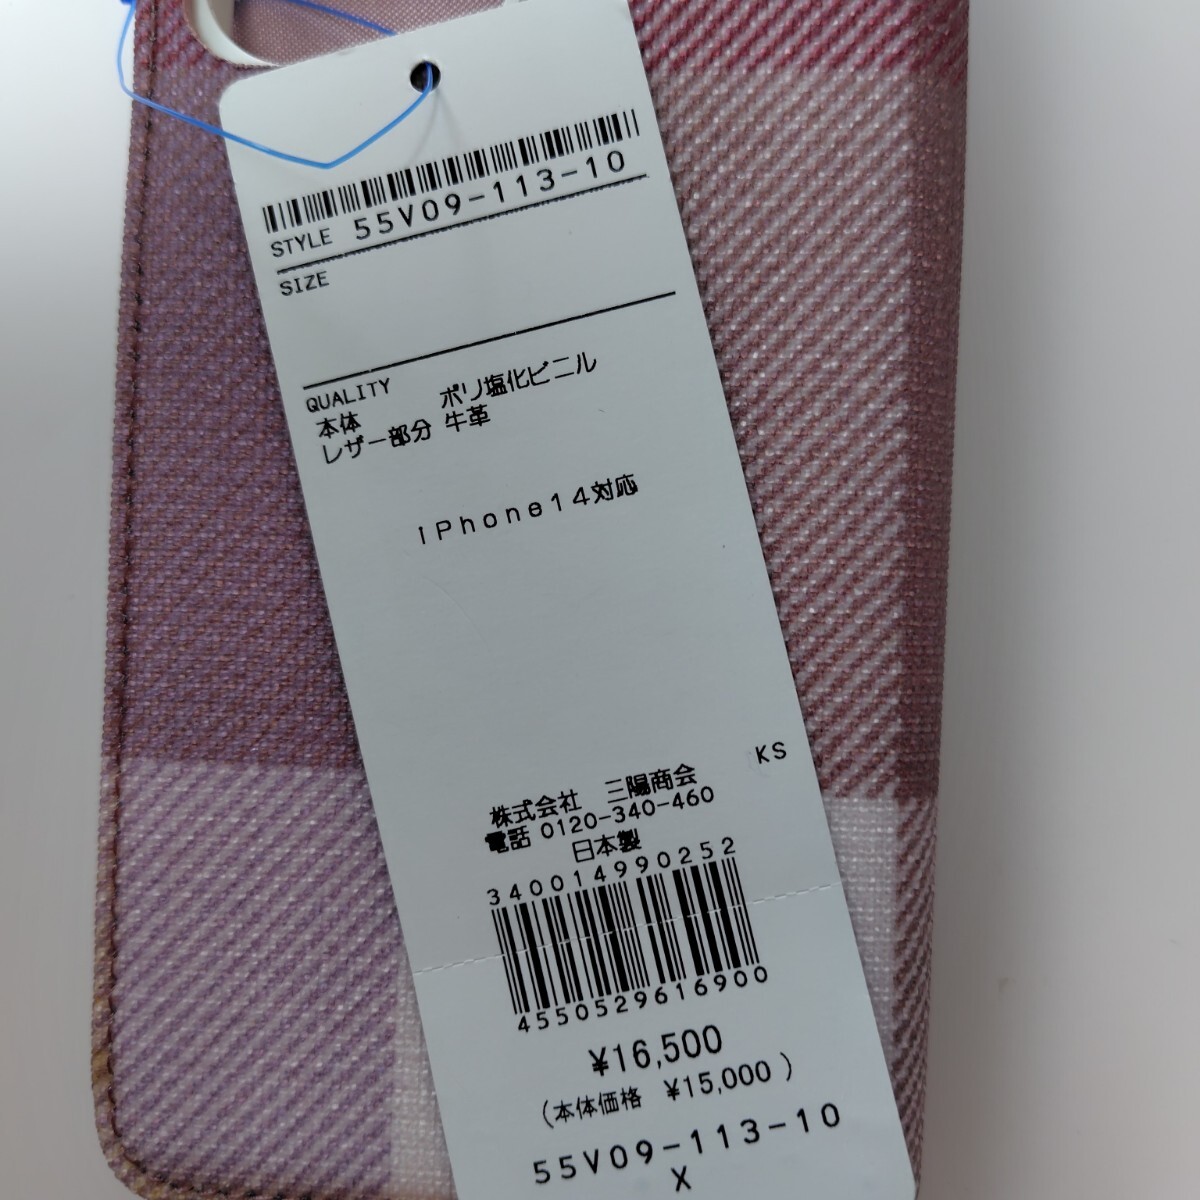 STYLE 55V09-113-10
SIZE
QUALITY
本体 ポリ塩化ビニル
レザー部分 牛革
iPhone14対応
KS
株式会社 三陽商会
電話 0120-340-460
日本製
340014990252
4550529616900
¥16,500
(本体価格 ¥15,000 )
55V09-113-10
X